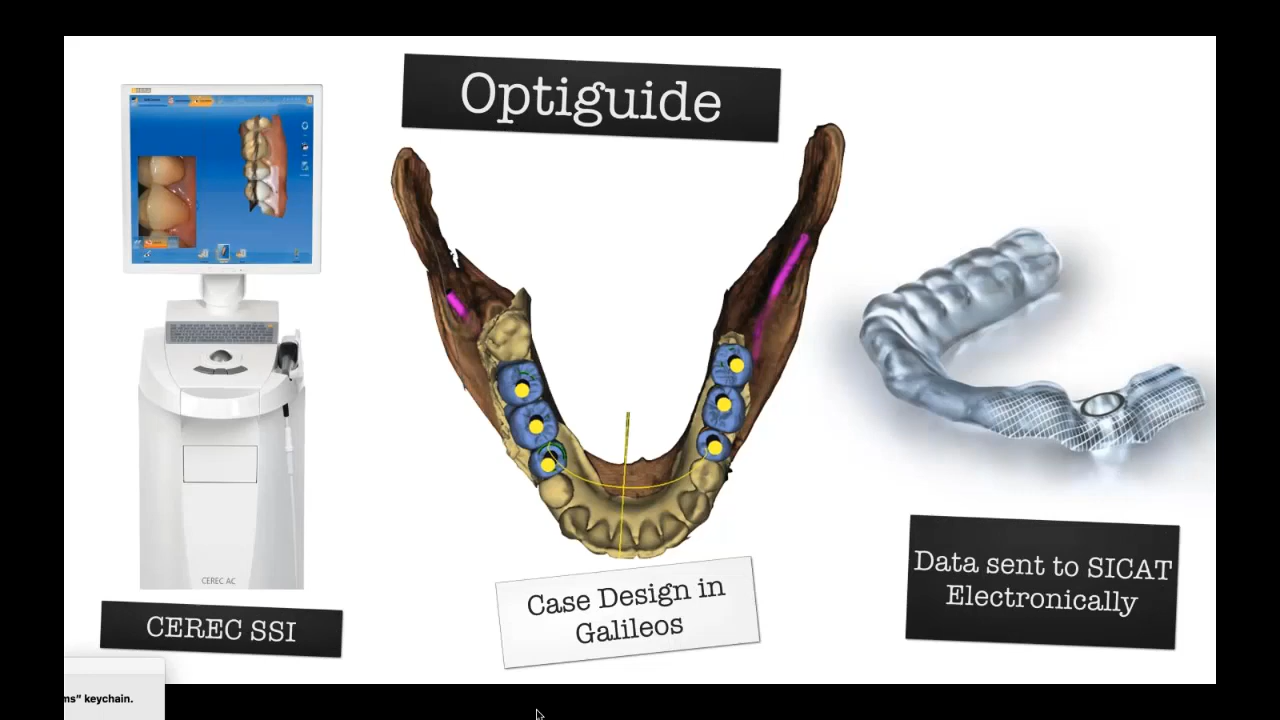 Optiguide
CEREC AC
CEREC SSI
Case Design in
Galileos
Data sent to SICAT
Electronically
ms” keychain.